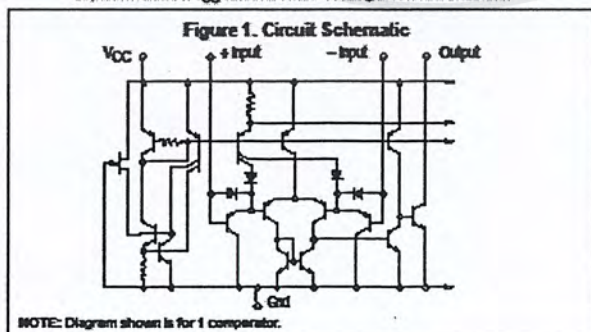 Figure 1. Circuit Schematic
VCC + Input – Input Output
Gnd
NOTE: Diagram shown is for 1 comparator.